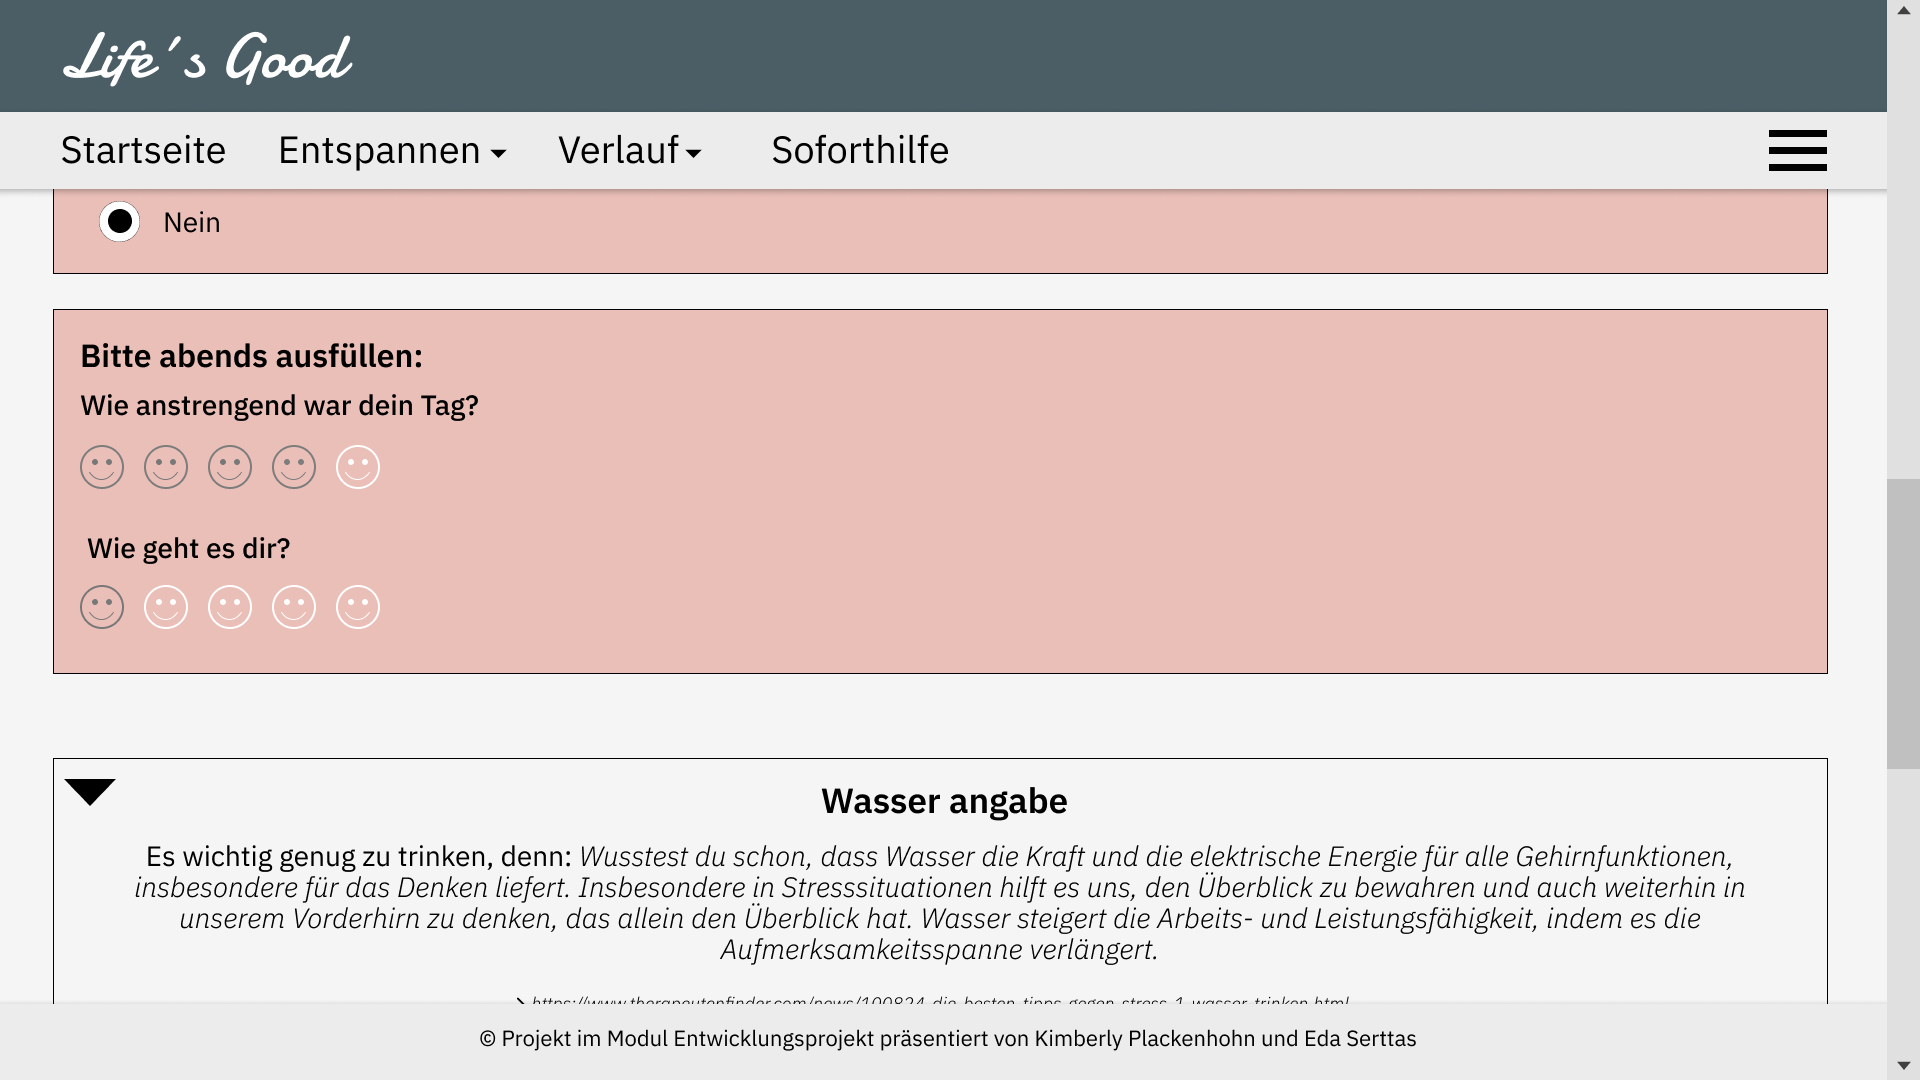 Life´s Good
Startseite Entspannen Verlauf Soforthilfe
Nein
Bitte abends ausfüllen:
Wie anstrengend war dein Tag?
Wie geht es dir?
Wasser angabe
Es wichtig genug zu trinken, denn: Wusstest du schon, dass Wasser die Kraft und die elektrische Energie für alle Gehirnfunktionen,
insbesondere für das Denken liefert. Insbesondere in Stresssituationen hilft es uns, den Überblick zu bewahren und auch weiterhin in
unserem Vorderhirn zu denken, das allein den Überblick hat. Wasser steigert die Arbeits- und Leistungsfähigkeit, indem es die
Aufmerksamkeitsspanne verlängert.
https://www.therapeutenfinder.com/news/100824-die-besten-tipps-gegen-stress-1-wasser-trinken.html
© Projekt im Modul Entwicklungsprojekt präsentiert von Kimberly Plackenhohn und Eda Serttas